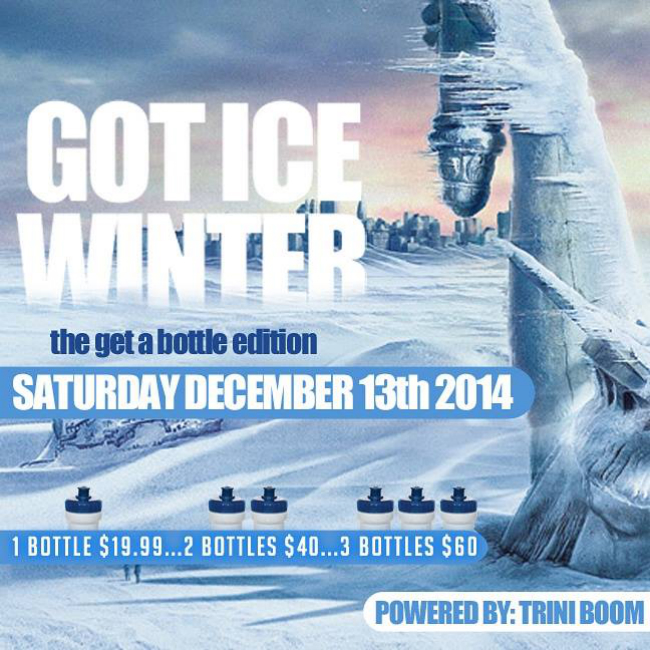 GOT ICE
WINTER
the get a bottle edition
SATURDAY DECEMBER 13th 2014
1 BOTTLE $19.99...2 BOTTLES $40...3 BOTTLES $60
POWERED BY: TRINI BOOM